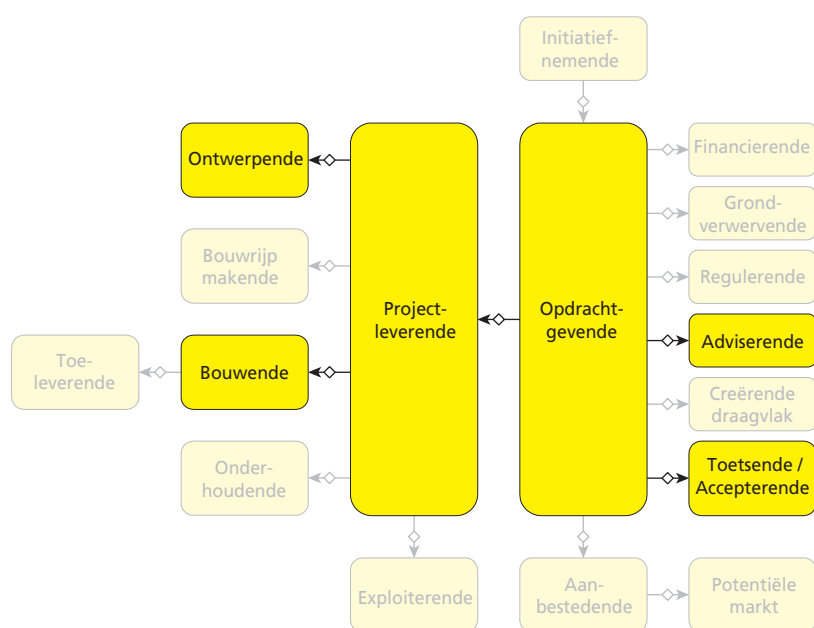 Initiatief-
nemende
Ontwerpende
Bouwrijp
makende
Toe-
leverende
Bouwende
Onder-
houdende
Project-
leverende
Exploiterende
Opdracht-
gevende
Financierende
Grond-
verwervende
Regulerende
Adviserende
Creërende
draagvlak
Toetsende /
Accepterende
Aan-
bestedende
Potentiële
markt